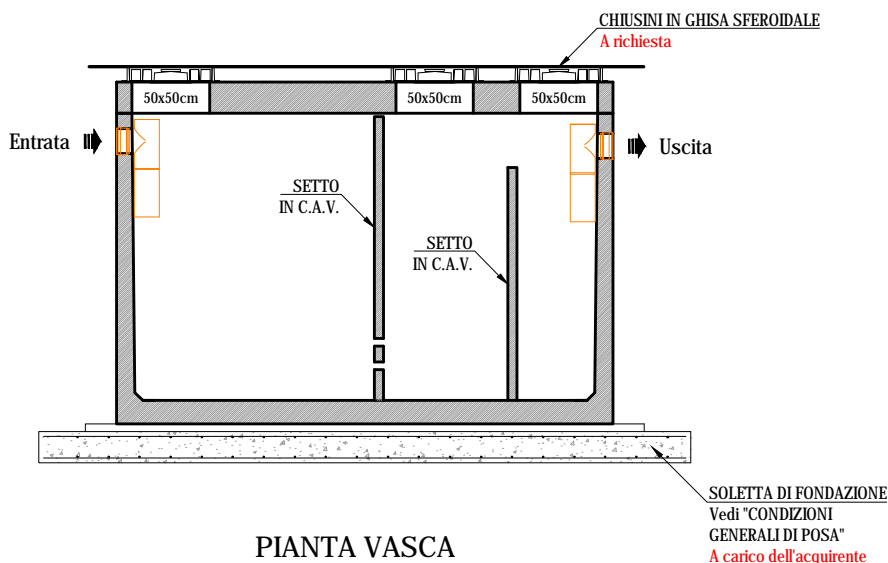 CHIUSINI IN GHISA SFEROIDALE
A richiesta
50x50cm
50x50cm
50x50cm
Entrata
Uscita
SETTO
IN C.A.V.
SETTO
IN C.A.V.
SOLETTA DI FONDAZIONE
Vedi "CONDIZIONI
GENERALI DI POSA"
A carico dell'acquirente
PIANTA VASCA